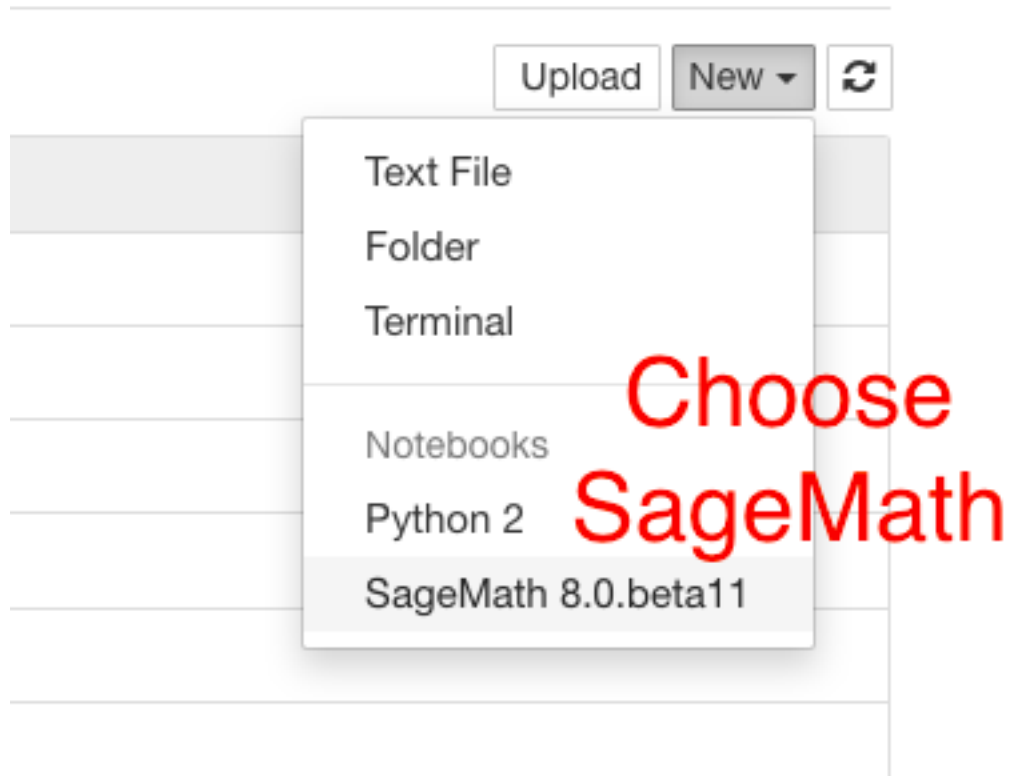 Upload New
Text File
Folder
Terminal
Choose
Notebooks
Python 2
SageMath
SageMath 8.0.beta11